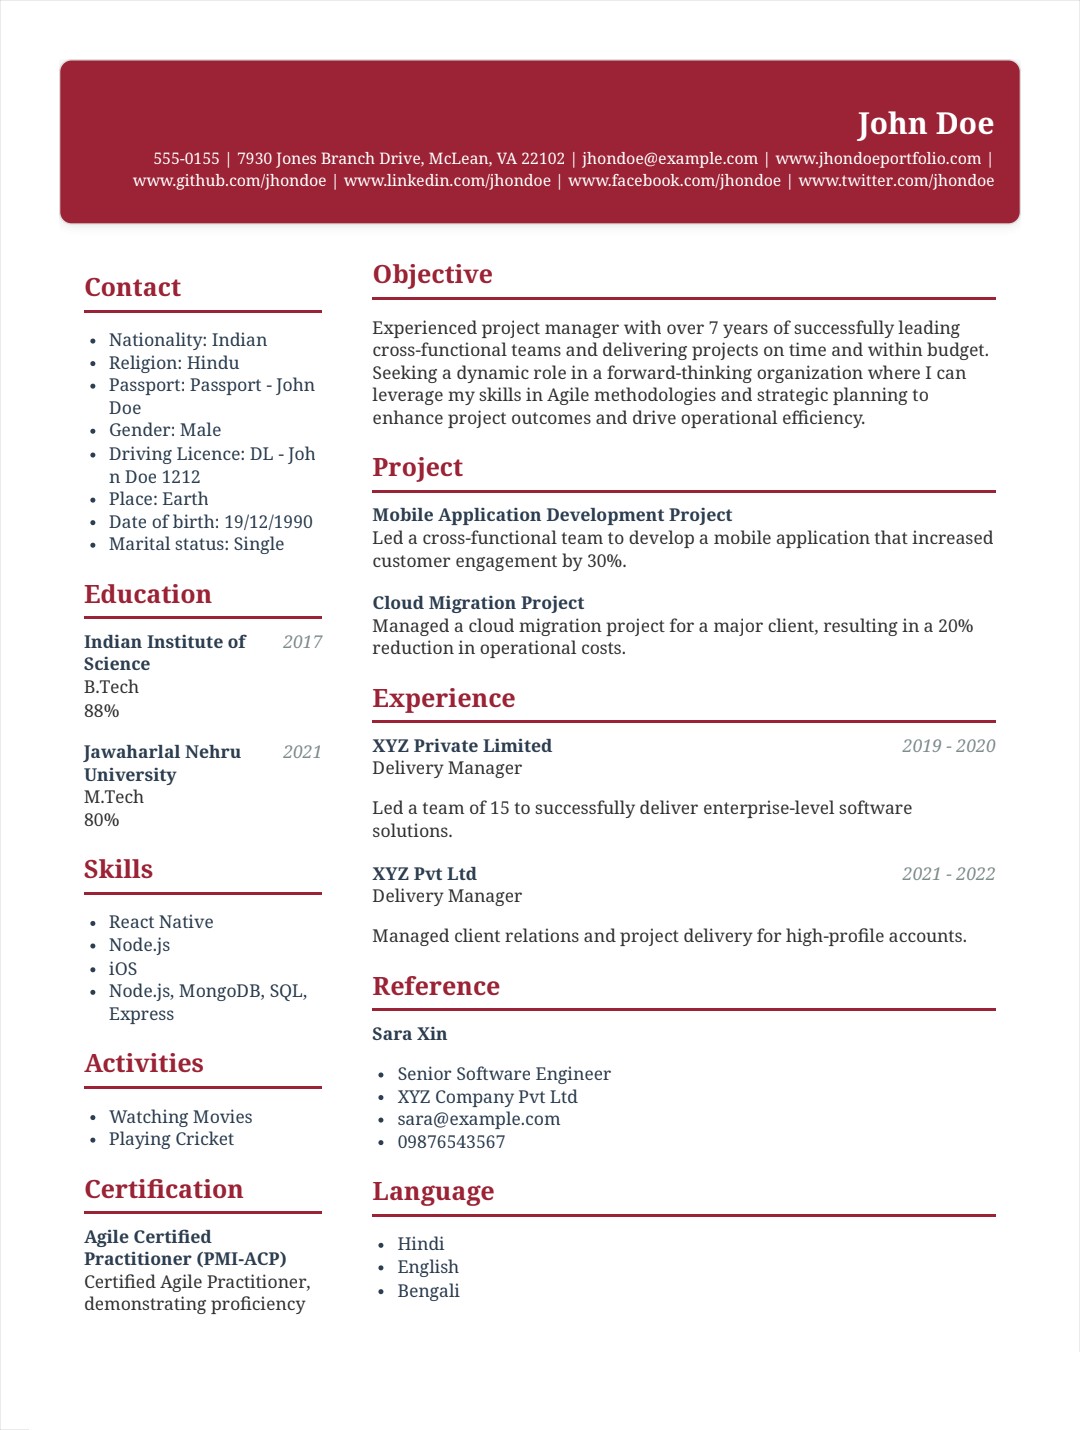 John Doe
555-0155 | 7930 Jones Branch Drive, McLean, VA 22102 | jhondoe@example.com | www.jhondoeportfolio.com |
www.github.com/jhondoe | www.linkedin.com/jhondoe | www.facebook.com/jhondoe | www.twitter.com/jhondoe
Contact
• Nationality: Indian
• Religion: Hindu
• Passport: Passport - John
Doe
• Gender: Male
• Driving Licence: DL - Joh
n Doe 1212
• Place: Earth
• Date of birth: 19/12/1990
• Marital status: Single
Education
Indian Institute of 2017
Science
B.Tech
88%
Jawaharlal Nehru 2021
University
M.Tech
80%
Skills
• React Native
• Node.js
• iOS
• Node.js, MongoDB, SQL,
Express
Activities
• Watching Movies
• Playing Cricket
Certification
Agile Certified
Practitioner (PMI-ACP)
Certified Agile Practitioner,
demonstrating proficiency
Objective
Experienced project manager with over 7 years of successfully leading
cross-functional teams and delivering projects on time and within budget.
Seeking a dynamic role in a forward-thinking organization where I can
leverage my skills in Agile methodologies and strategic planning to
enhance project outcomes and drive operational efficiency.
Project
Mobile Application Development Project
Led a cross-functional team to develop a mobile application that increased
customer engagement by 30%.
Cloud Migration Project
Managed a cloud migration project for a major client, resulting in a 20%
reduction in operational costs.
Experience
XYZ Private Limited 2019 - 2020
Delivery Manager
Led a team of 15 to successfully deliver enterprise-level software
solutions.
XYZ Pvt Ltd 2021 - 2022
Delivery Manager
Managed client relations and project delivery for high-profile accounts.
Reference
Sara Xin
• Senior Software Engineer
• XYZ Company Pvt Ltd
• sara@example.com
• 09876543567
Language
• Hindi
• English
• Bengali